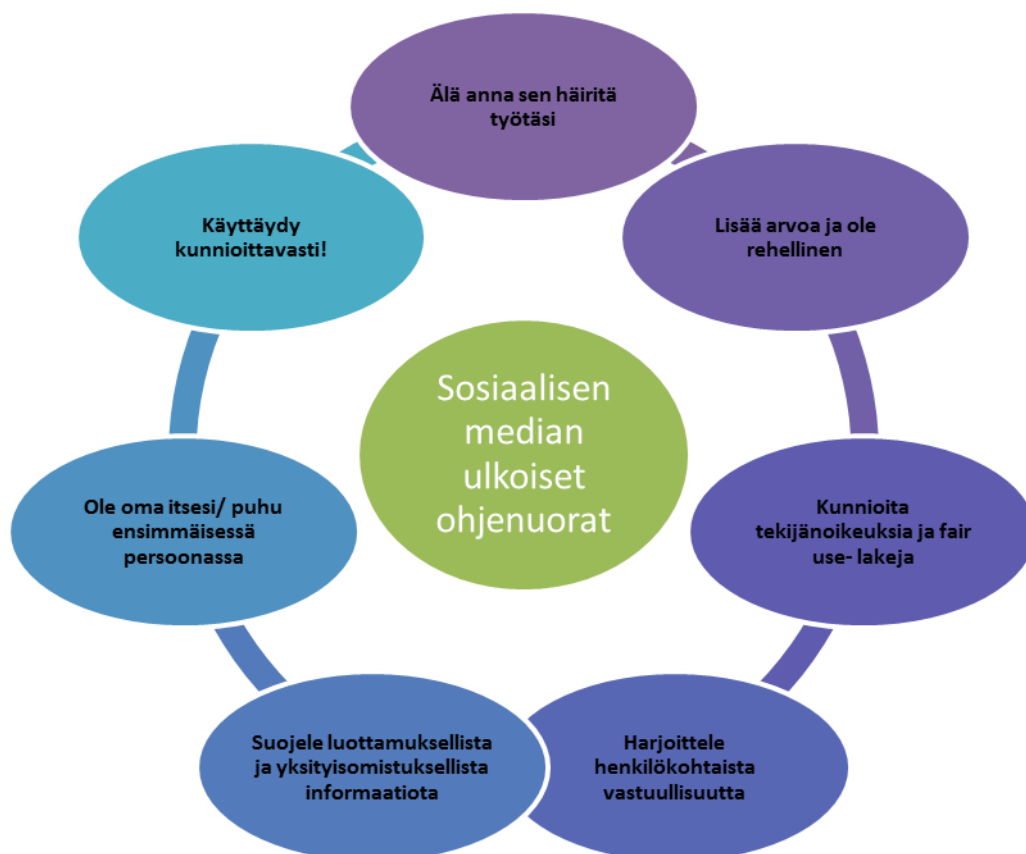 Älä anna sen häiritä
työtäsi
Lisää arvoa ja ole
rehellinen
Kunnioita
tekijänoikeuksia ja fair
use- lakeja
Harjoittele
henkilökohtaista
vastuullisuutta
Suojele luottamuksellista
ja yksityisomistuksellista
informaatiota
Ole oma itsesi/ puhu
ensimmäisessä
persoonassa
Käyttäydy
kunnioittavasti!
Sosiaalisen
median
ulkoiset
ohjenuorat